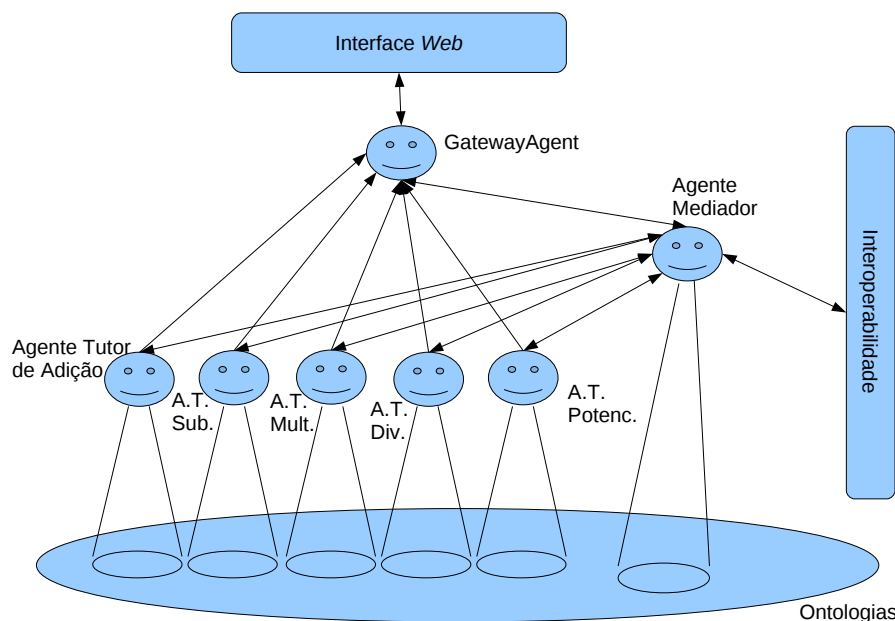 Interface Web
GatewayAgent
Agente
Mediador
Interoperabilidade
Agente Tutor
de Adição
A.T.
Sub.
A.T.
Mult.
A.T.
Div.
A.T.
Potenc.
Ontologias